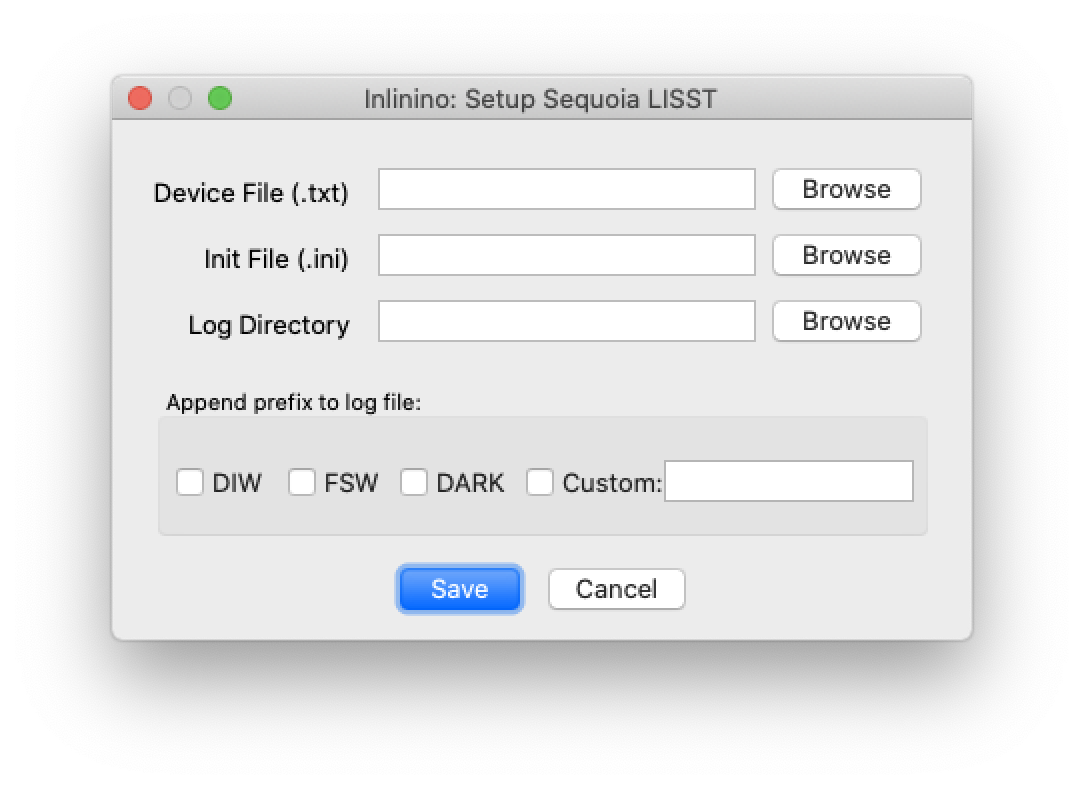 Inlinino: Setup Sequoia LISST
Device File (.txt) Browse
Init File (.ini) Browse
Log Directory Browse
Append prefix to log file:
DIW FSW DARK Custom:
Save Cancel